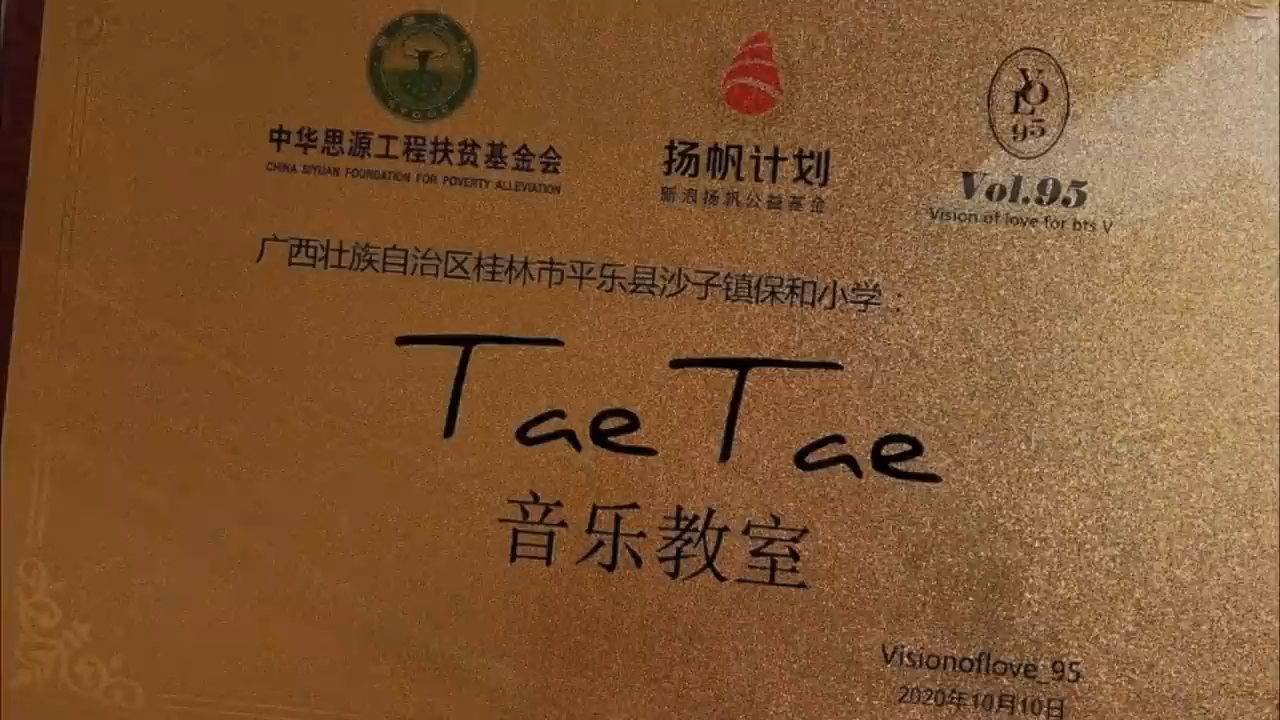 中华思源工程扶贫基金会
CHINA SIYUAN FOUNDATION FOR POVERTY ALLEVIATION
扬帆计划
新浪扬帆公益基金
VOL
95
Vol.95
Vision of love for bts V
广西壮族自治区桂林市平乐县沙子镇保和小学：
TaeTae
音乐教室
Visionoflove_95
2020年10月10日